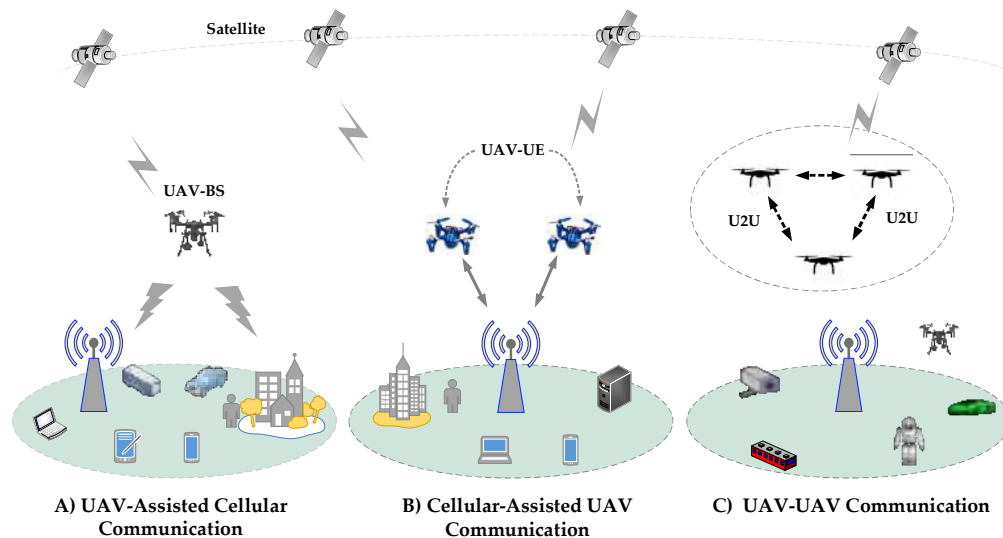 Satellite
UAV-UE
UAV-BS
U2U
U2U
A) UAV-Assisted Cellular
Communication
B) Cellular-Assisted UAV
Communication
C) UAV-UAV Communication